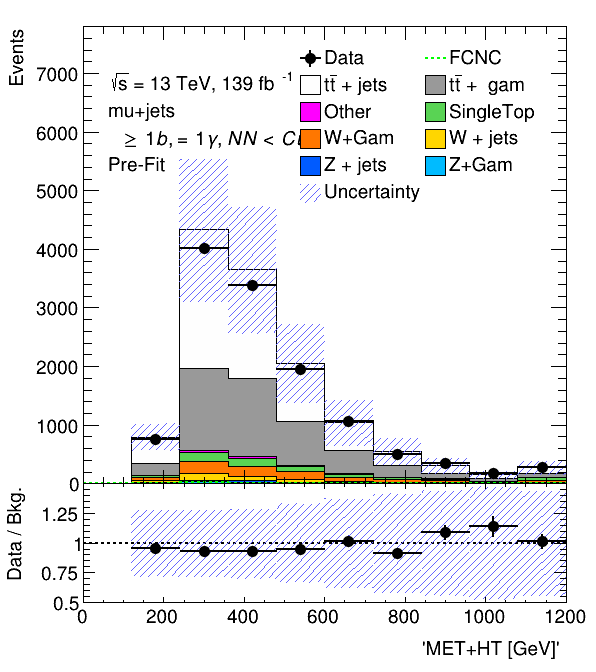 Events
7000
6000
5000
4000
3000
2000
1000
0
√s = 13 TeV, 139 fb⁻¹
mu+jets
≥ 1b, = 1γ, NN <
Pre-Fit
Data
FCNC
tt̄ + jets
tt̄ + gam
Other
SingleTop
W+Gam
W + jets
Z + jets
Z+Gam
Uncertainty
Data / Bkg.
1.25
1
0.75
0.5
0 200 400 600 800 1000 1200
'MET+HT [GeV]'